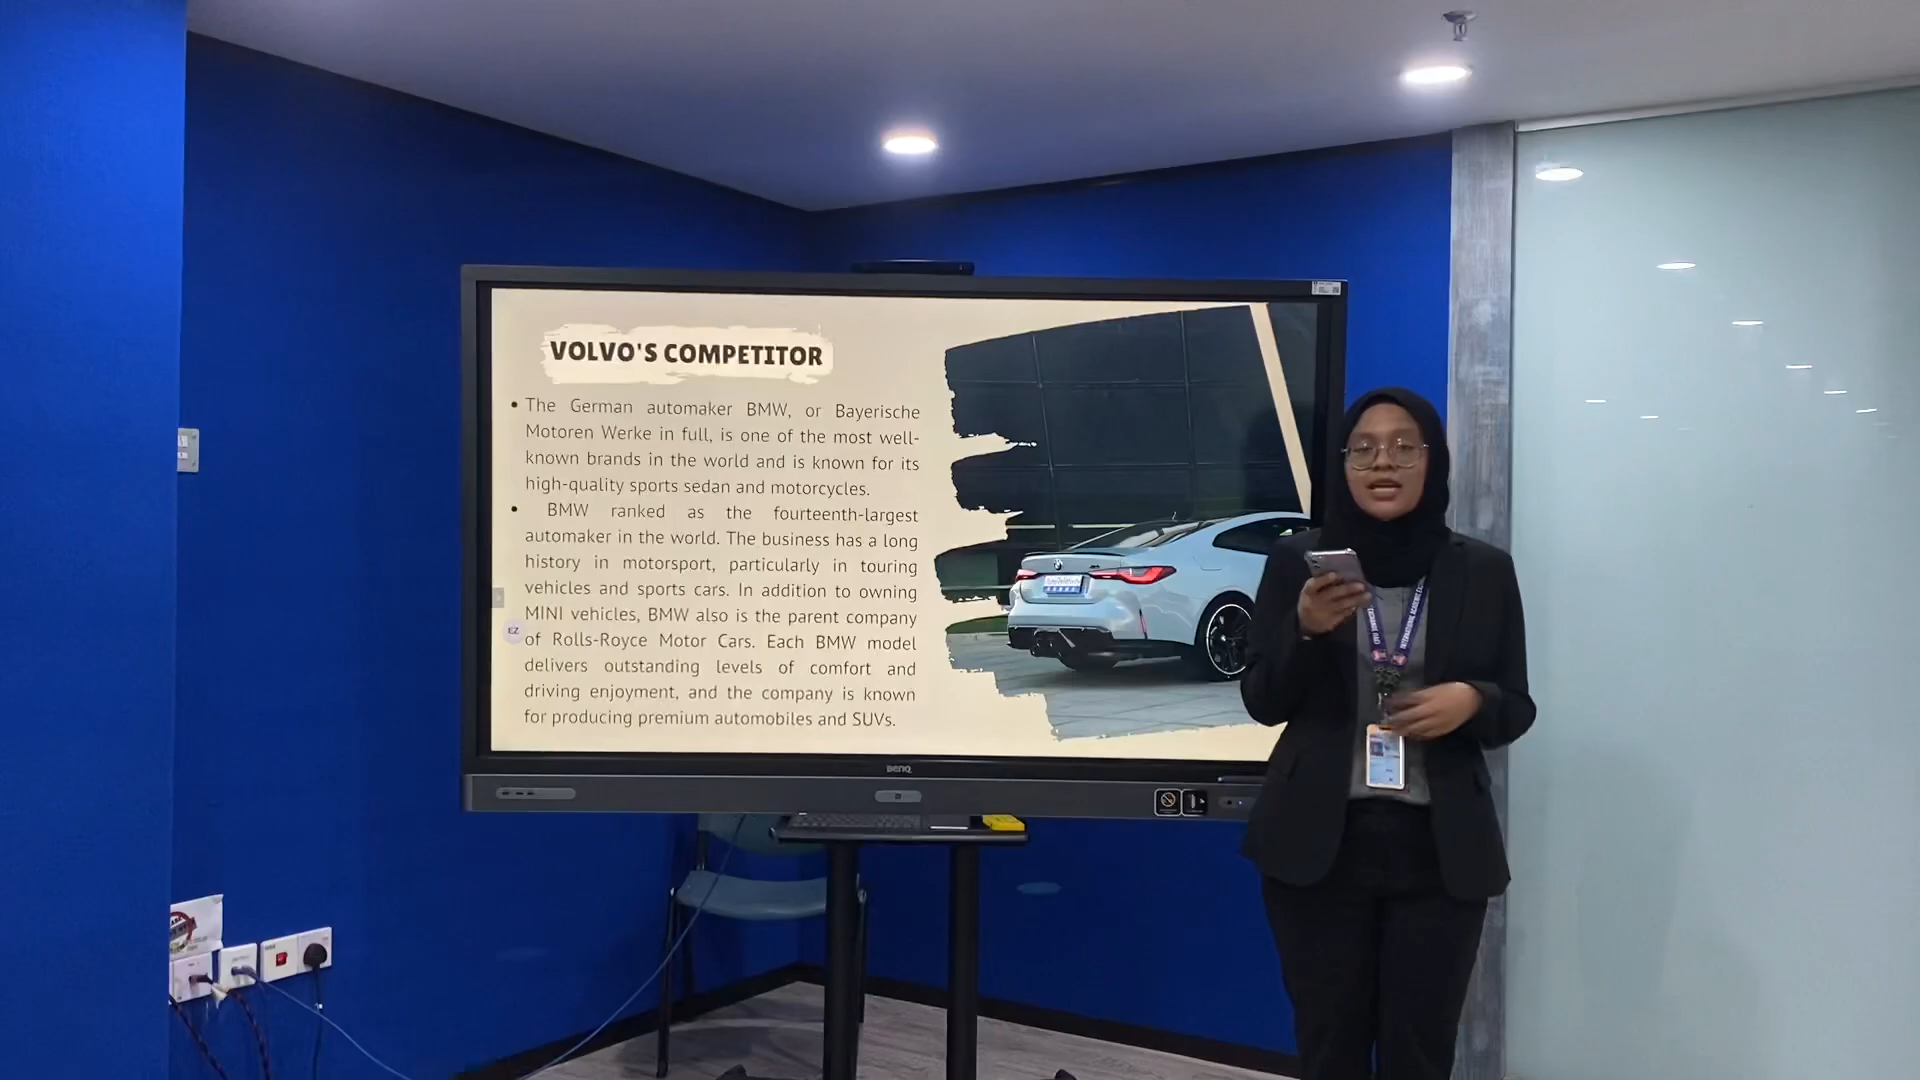 VOLVO'S COMPETITOR
• The German automaker BMW, or Bayerische
Motoren Werke in full, is one of the most well-
known brands in the world and is known for its
high-quality sports sedan and motorcycles.
• BMW ranked as the fourteenth-largest
automaker in the world. The business has a long
history in motorsport, particularly in touring
vehicles and sports cars. In addition to owning
MINI vehicles, BMW also is the parent company
of Rolls-Royce Motor Cars. Each BMW model
delivers outstanding levels of comfort and
driving enjoyment, and the company is known
for producing premium automobiles and SUVs.
EZ
BenQ